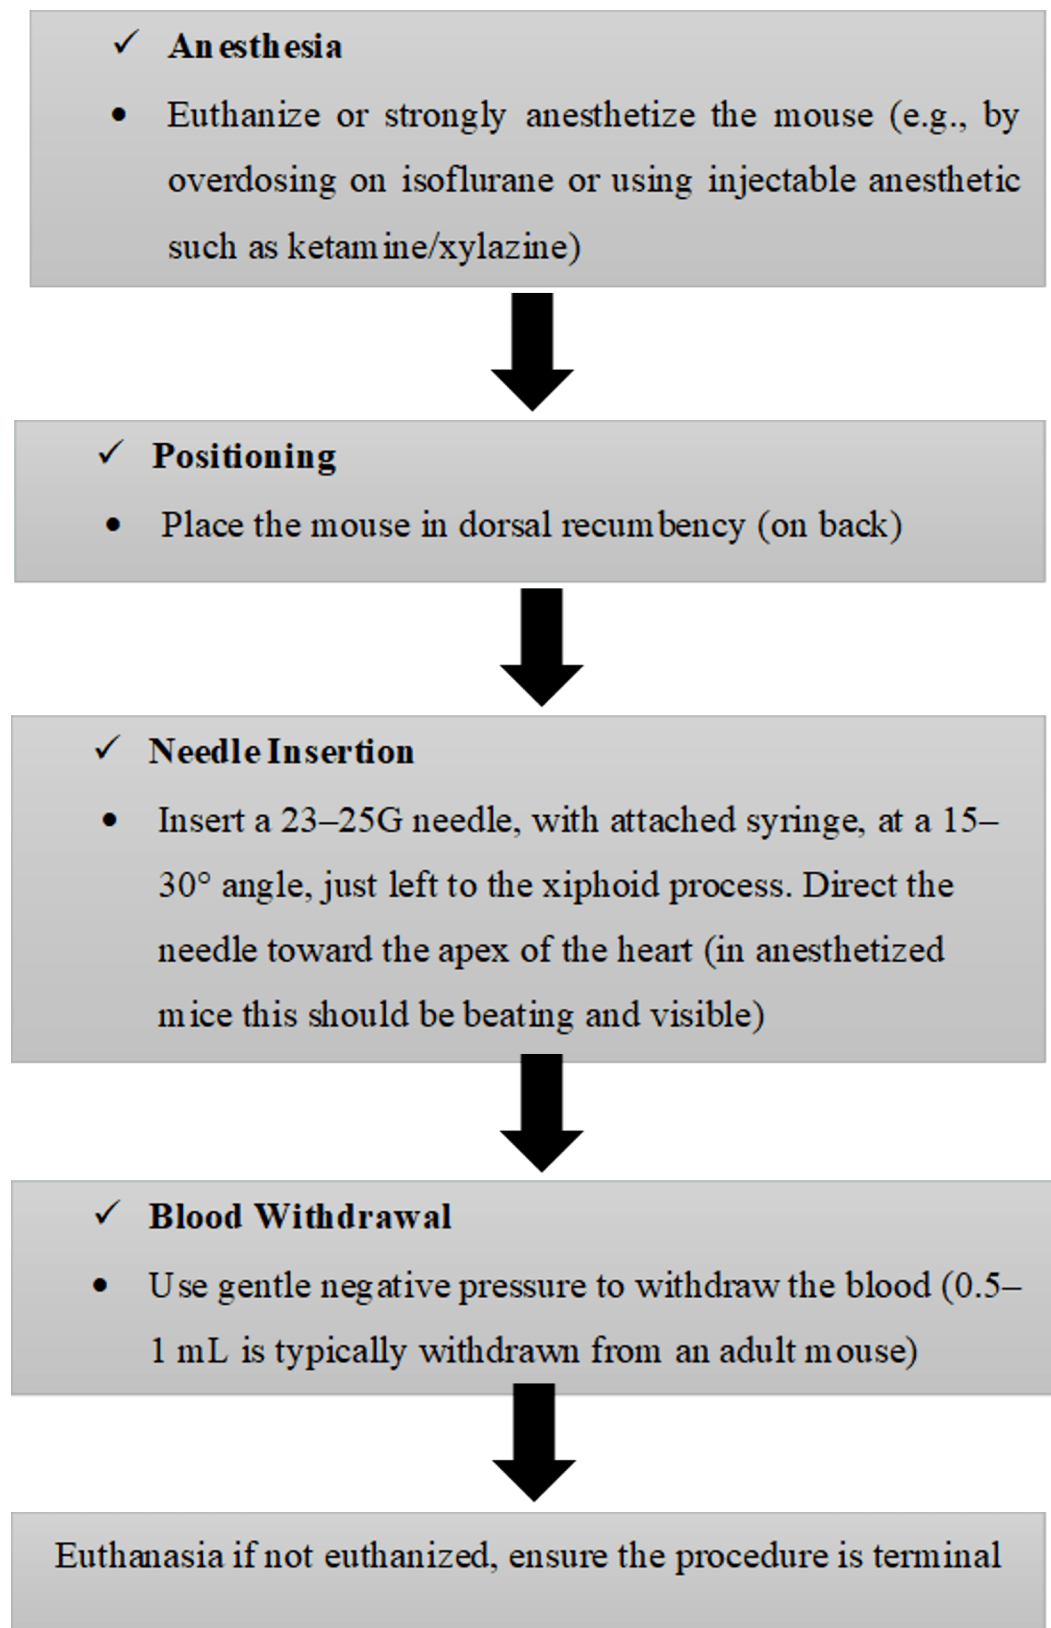 ✓ Anesthesia
• Euthanize or strongly anesthetize the mouse (e.g., by
overdosing on isoflurane or using injectable anesthetic
such as ketamine/xylazine)
✓ Positioning
• Place the mouse in dorsal recumbency (on back)
✓ Needle Insertion
• Insert a 23–25G needle, with attached syringe, at a 15–
30° angle, just left to the xiphoid process. Direct the
needle toward the apex of the heart (in anesthetized
mice this should be beating and visible)
✓ Blood Withdrawal
• Use gentle negative pressure to withdraw the blood (0.5–
1 mL is typically withdrawn from an adult mouse)
Euthanasia if not euthanized, ensure the procedure is terminal